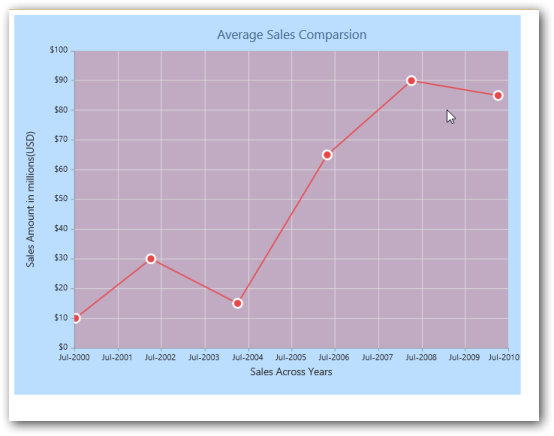 Average Sales Comparsion
$100
$90
$80
$70
$60
$50
$40
$30
$20
$10
$0
Sales Amount in millions(USD)
Jul-2000 Jul-2001 Jul-2002 Jul-2003 Jul-2004 Jul-2005 Jul-2006 Jul-2007 Jul-2008 Jul-2009 Jul-2010
Sales Across Years